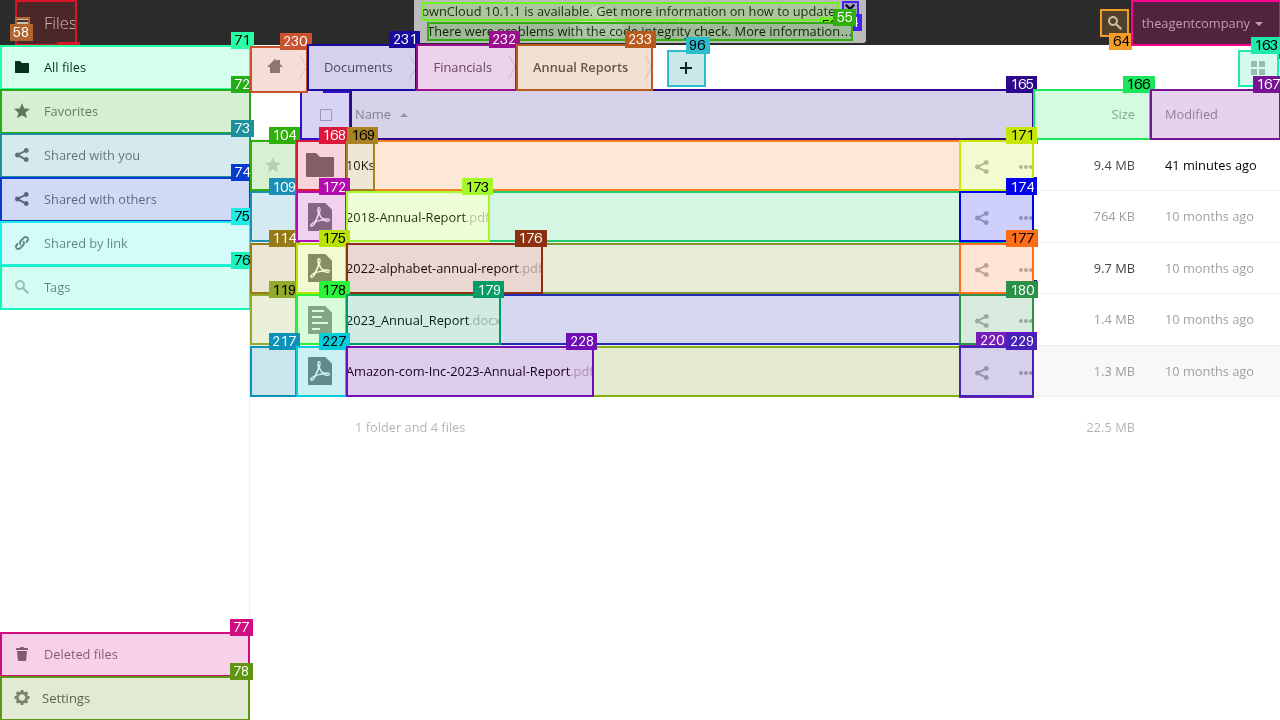 Files
ownCloud 10.1.1 is available. Get more information on how to update
There were problems with the code integrity check. More information...
theagentcompany
58
55
64
71
All files
72
Favorites
73
Shared with you
74
Shared with others
75
Shared by link
76
Tags
77
Deleted files
78
Settings
230
231
Documents
232
Financials
233
Annual Reports
96
+
163
165
Name
166
Size
167
Modified
104
168
169
10Ks
171
9.4 MB
41 minutes ago
109
172
173
2018-Annual-Report.pdf
174
764 KB
10 months ago
114
175
176
2022-alphabet-annual-report.pdf
177
9.7 MB
10 months ago
119
178
179
2023_Annual_Report.docx
180
1.4 MB
10 months ago
217
227
228
Amazon-com-Inc-2023-Annual-Report.pdf
220
229
1.3 MB
10 months ago
1 folder and 4 files
22.5 MB